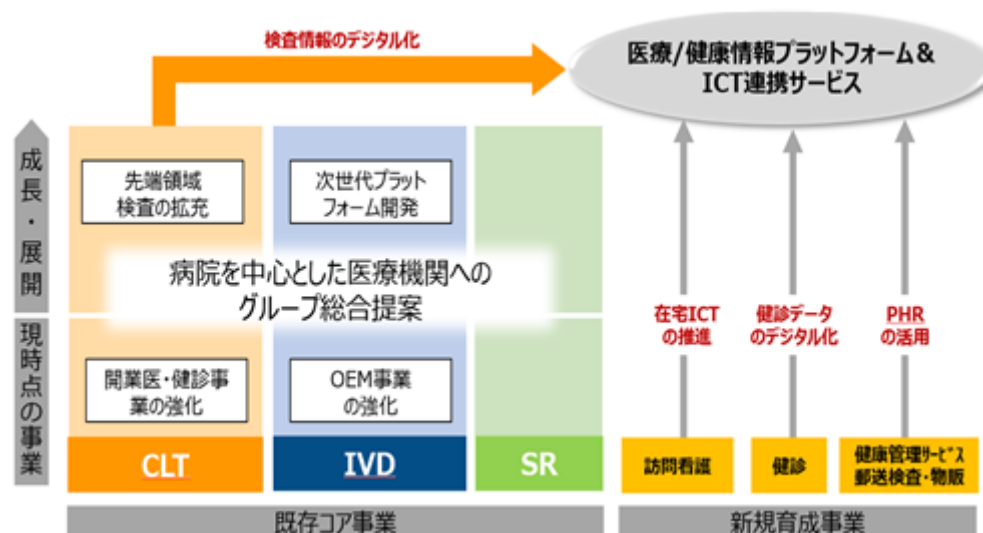 検査情報のデジタル化
医療/健康情報プラットフォーム＆
ICT連携サービス
成長・展開
先端領域
検査の拡充
次世代プラット
フォーム開発
病院を中心とした医療機関への
グループ総合提案
在宅ICT
の推進
健診データ
のデジタル化
PHR
の活用
現時点の事業
開業医・健診事
業の強化
OEM事業
の強化
CLT
IVD
SR
訪問看護
健診
健康管理ｻｰﾋﾞｽ
郵送検査・物販
既存コア事業
新規育成事業